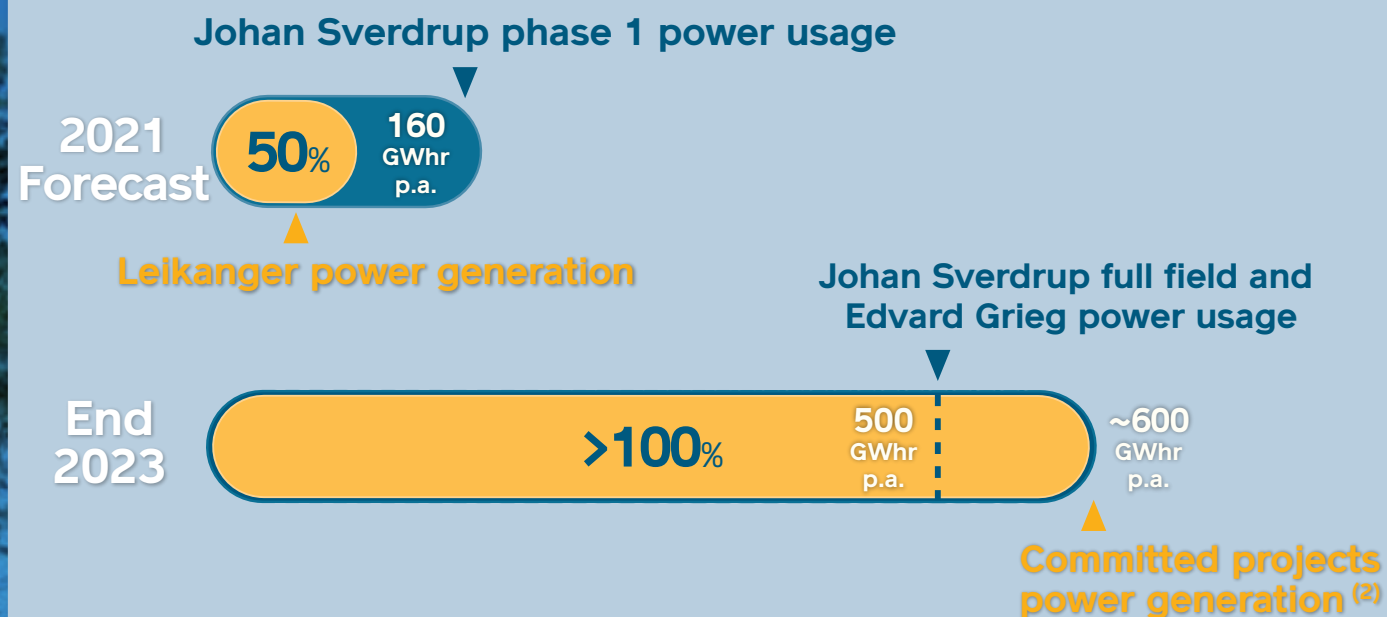 Johan Sverdrup phase 1 power usage
2021
Forecast
50%
160
GWhr
p.a.
Leikanger power generation
Johan Sverdrup full field and
Edvard Grieg power usage
End
2023
>100%
500
GWhr
p.a.
~600
GWhr
p.a.
Committed projects
power generation (2)